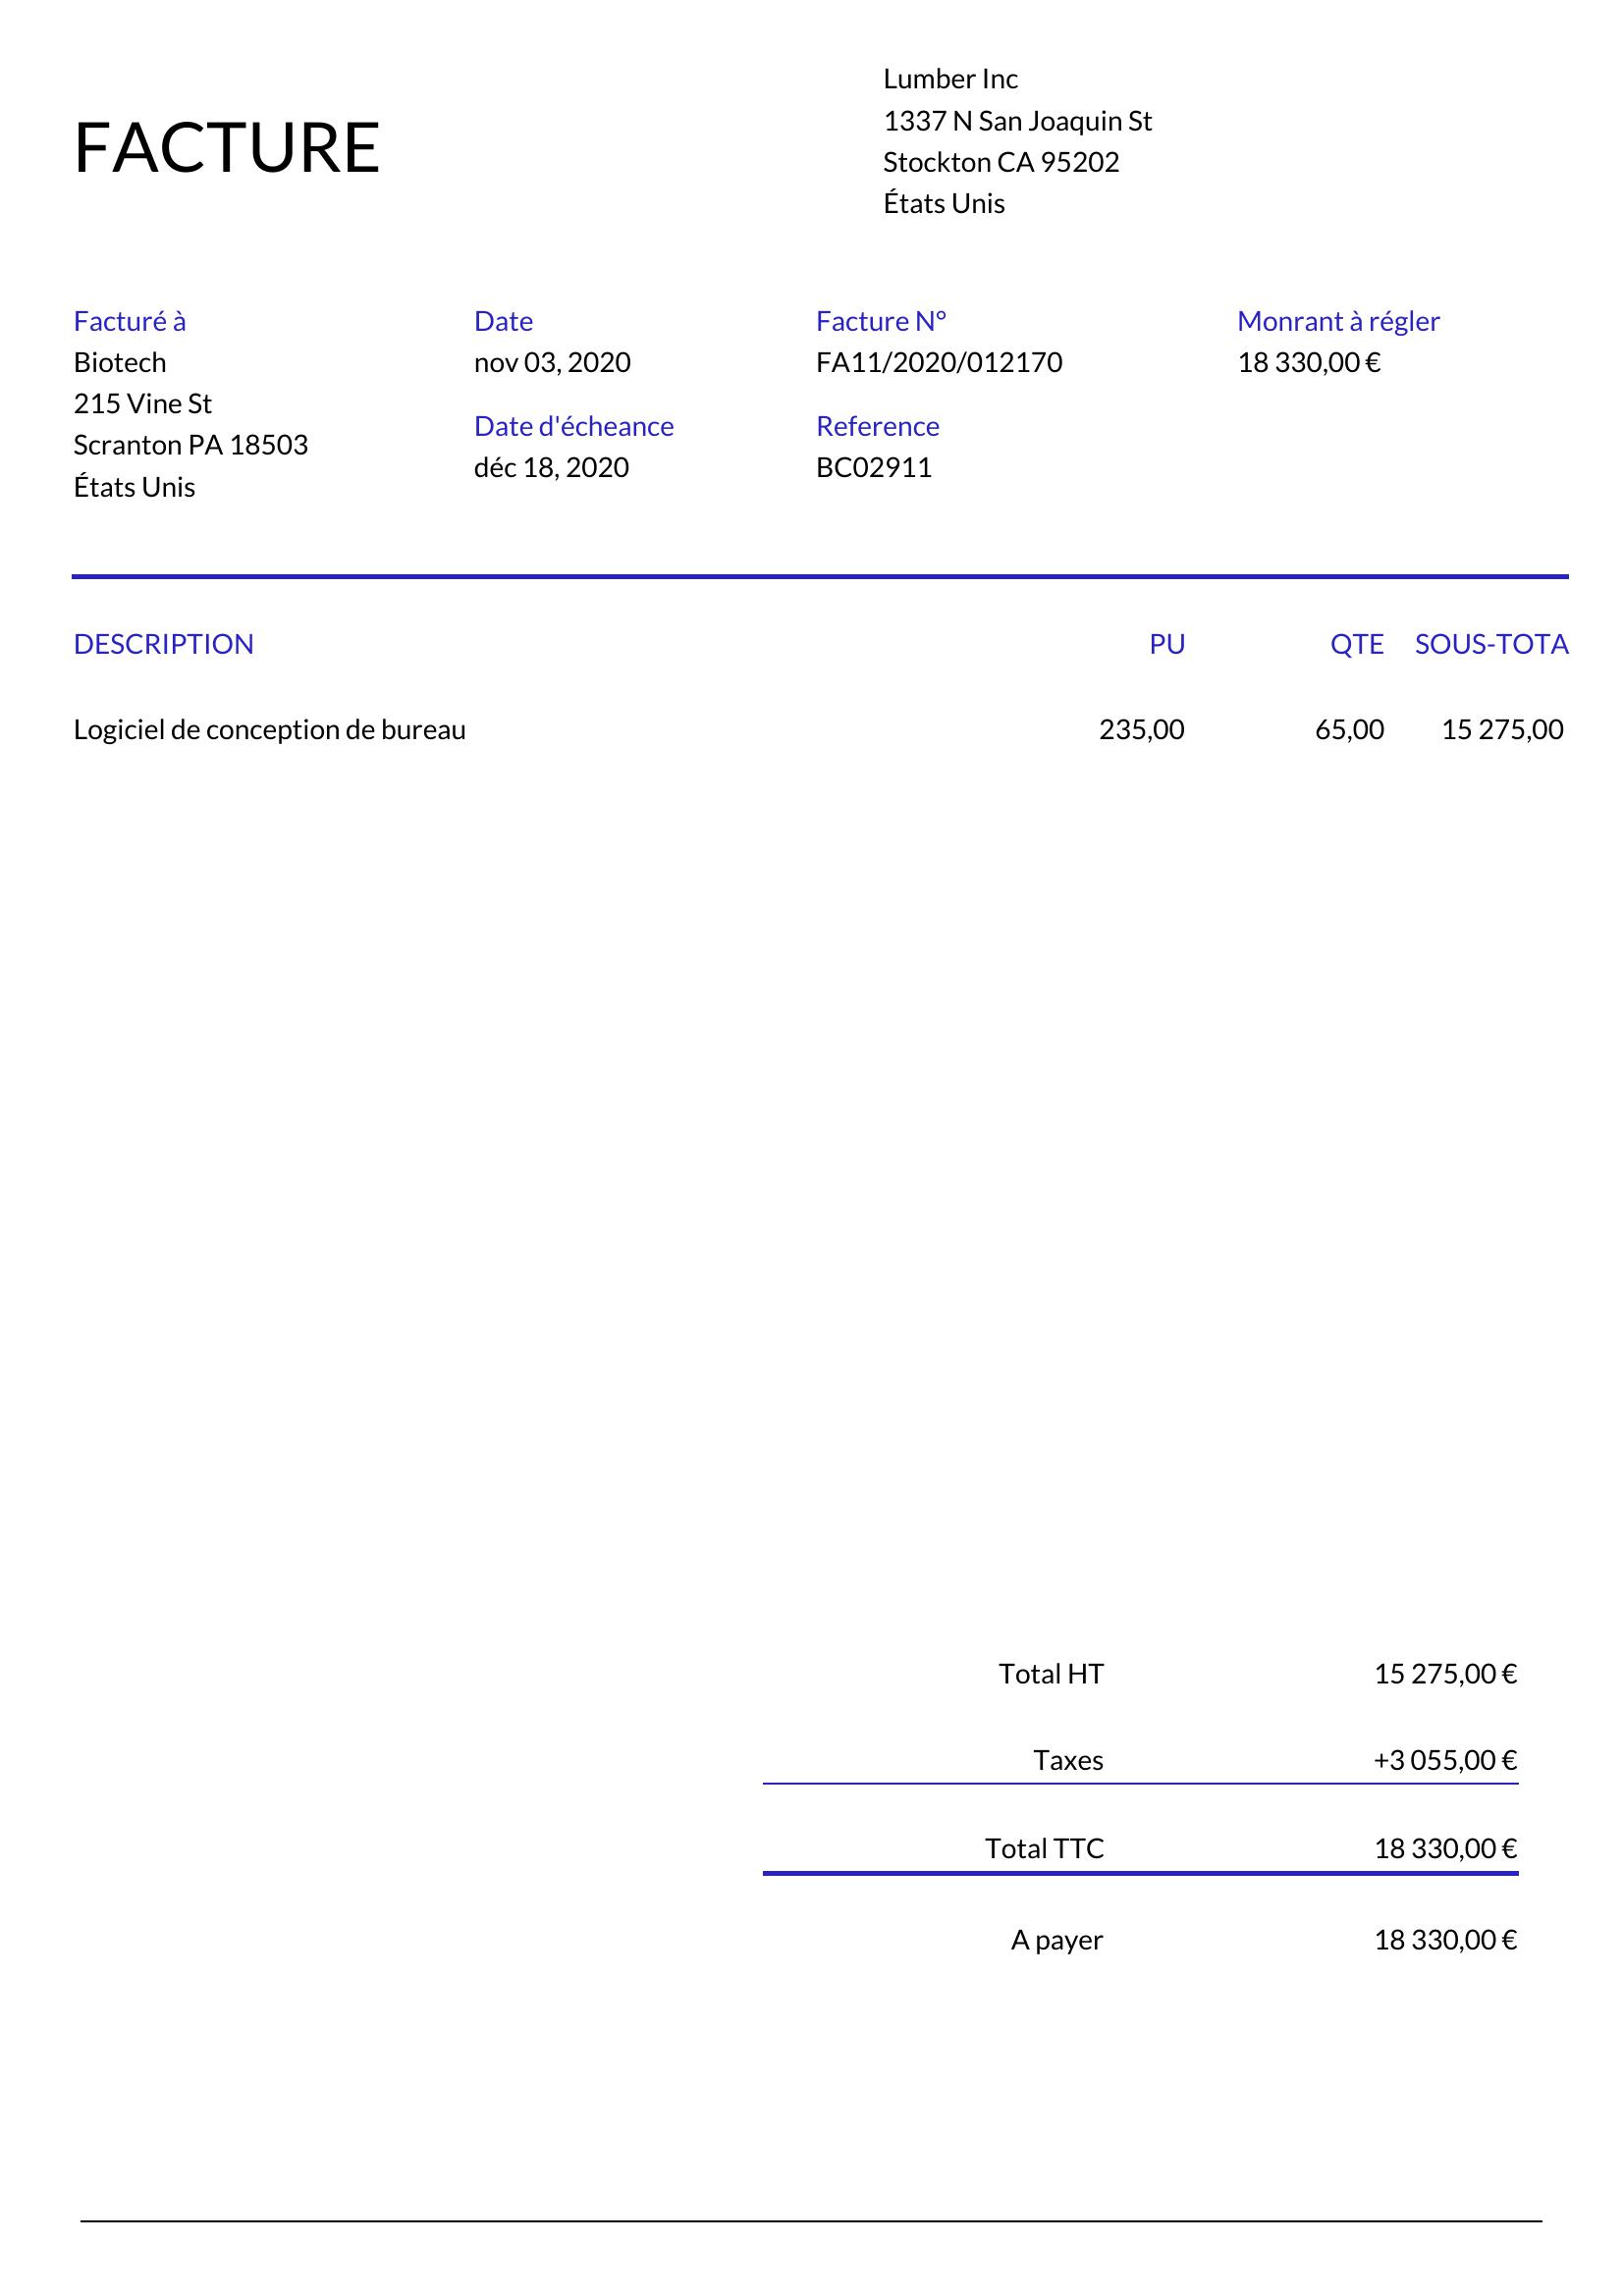 Lumber Inc
1337 N San Joaquin St
Stockton CA 95202
États Unis
FACTURE
Facturé à
Biotech
215 Vine St
Scranton PA 18503
États Unis
Date
nov 03, 2020
Date d'écheance
déc 18, 2020
Facture N°
FA11/2020/012170
Reference
BC02911
Monrant à régler
18 330,00 €
DESCRIPTION PU QTE SOUS-TOTA
Logiciel de conception de bureau 235,00 65,00 15 275,00
Total HT 15 275,00 €
Taxes +3 055,00 €
Total TTC 18 330,00 €
A payer 18 330,00 €